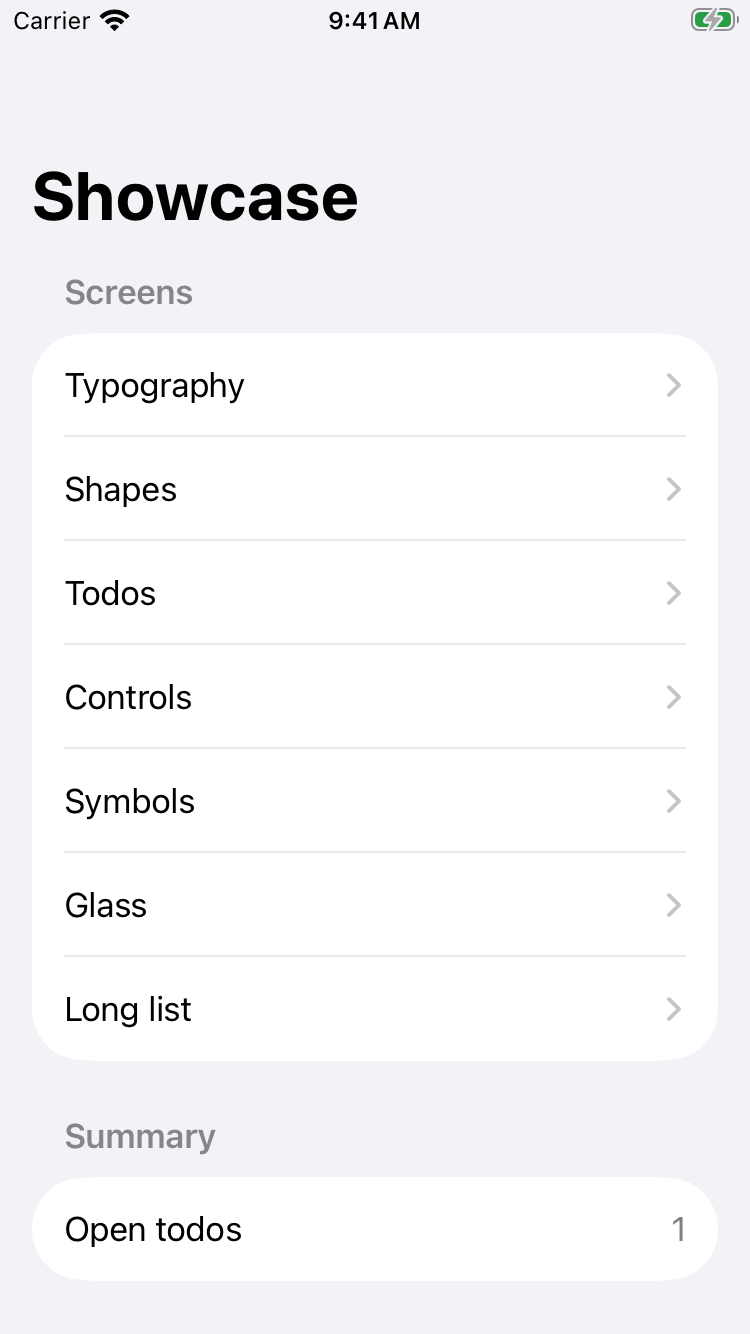 Carrier 9:41 AM
Showcase
Screens
Typography
Shapes
Todos
Controls
Symbols
Glass
Long list
Summary
Open todos 1